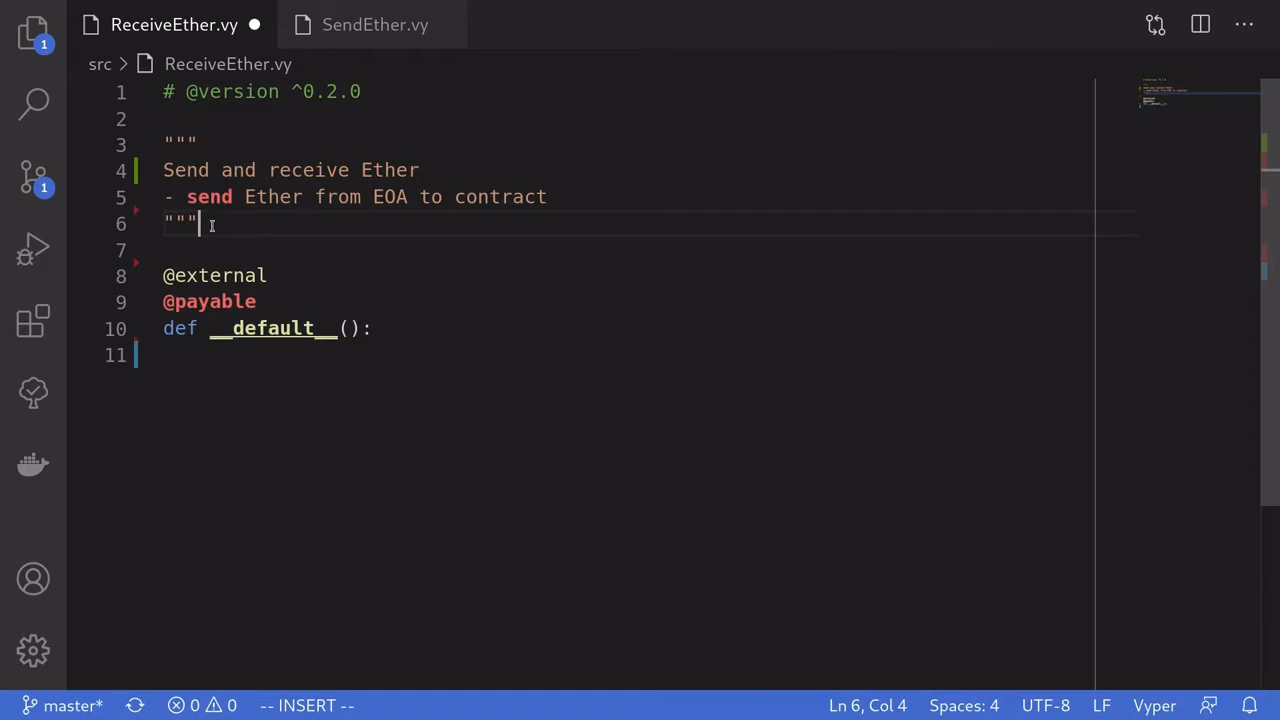 ReceiveEther.vy
SendEther.vy
src
ReceiveEther.vy
1
1
1 # @version ^0.2.0
2
3 """
4 Send and receive Ether
5 - send Ether from EOA to contract
6 """
7
8 @external
9 @payable
10 def __default__():
11
master*
0 0
-- INSERT --
Ln 6, Col 4
Spaces: 4
UTF-8
LF
Vyper